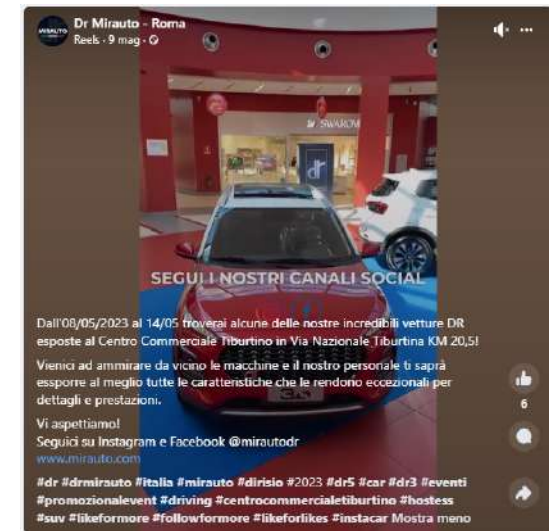 Dr Mirauto - Roma
Reels · 9 mag ·
MIRAUTO
SWAROV
dr
SEGUI I NOSTRI CANALI SOCIAL
Dall'08/05/2023 al 14/05 troverai alcune delle nostre incredibili vetture DR
esposte al Centro Commerciale Tiburtino in Via Nazionale Tiburtina KM 20,5!
Vienici ad ammirare da vicino le macchine e il nostro personale ti saprà
essporre al meglio tutte le caratteristiche che le rendono eccezionali per
dettagli e prestazioni.
Vi aspettiamo!
Seguici su Instagram e Facebook @mirautodr
www.mirauto.com
6
#dr #drmirauto #italia #mirauto #dirisio #2023 #dr5 #car #dr3 #eventi
#promozionalevent #driving #centrocommercialetiburtino #hostess
#suv #likeformore #followformore #likeforlikes #instacar Mostra meno